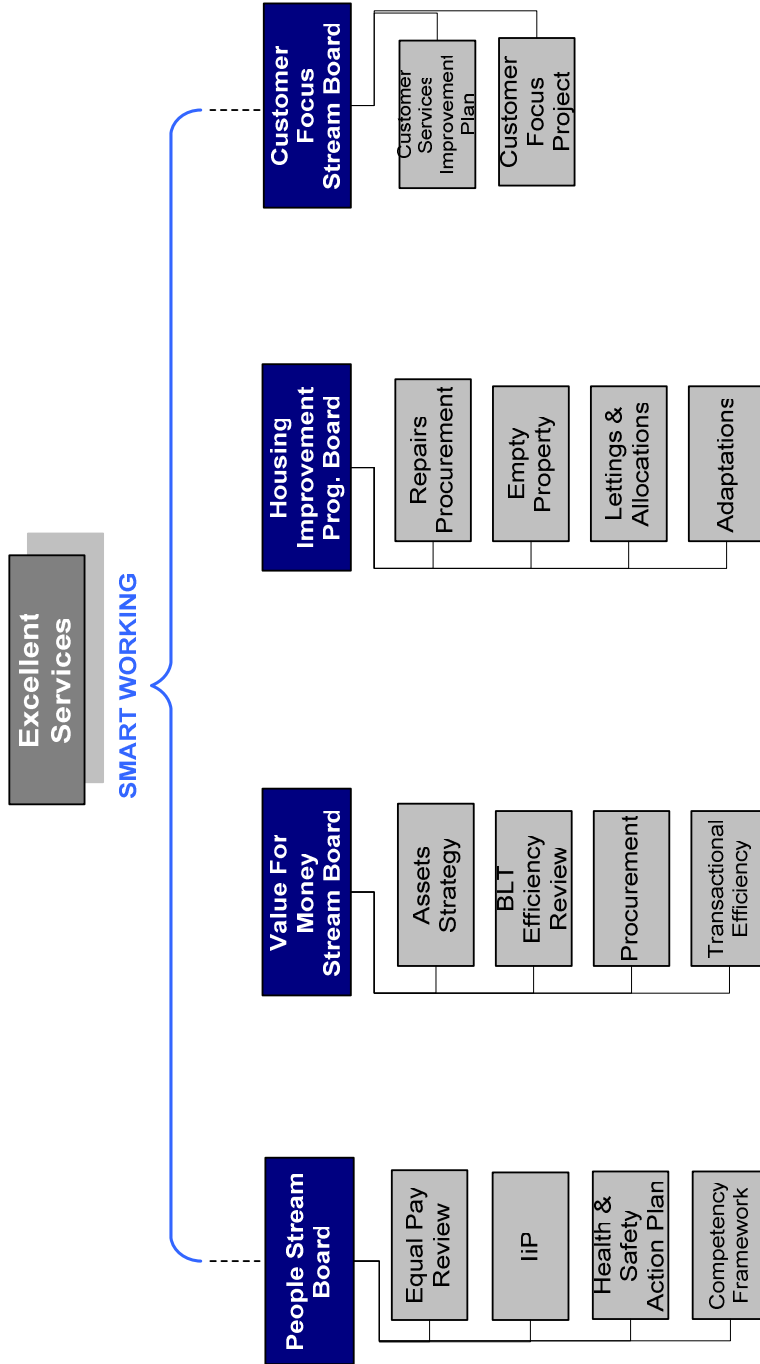 Excellent
Services
SMART WORKING
People Stream
Board
Equal Pay
Review
IiP
Health &
Safety
Action Plan
Competency
Framework
Value For
Money
Stream Board
Assets
Strategy
BLT
Efficiency
Review
Procurement
Transactional
Efficiency
Housing
Improvement
Prog. Board
Repairs
Procurement
Empty
Property
Lettings &
Allocations
Adaptations
Customer
Focus
Stream Board
Customer
Services
Improvement
Plan
Customer
Focus
Project